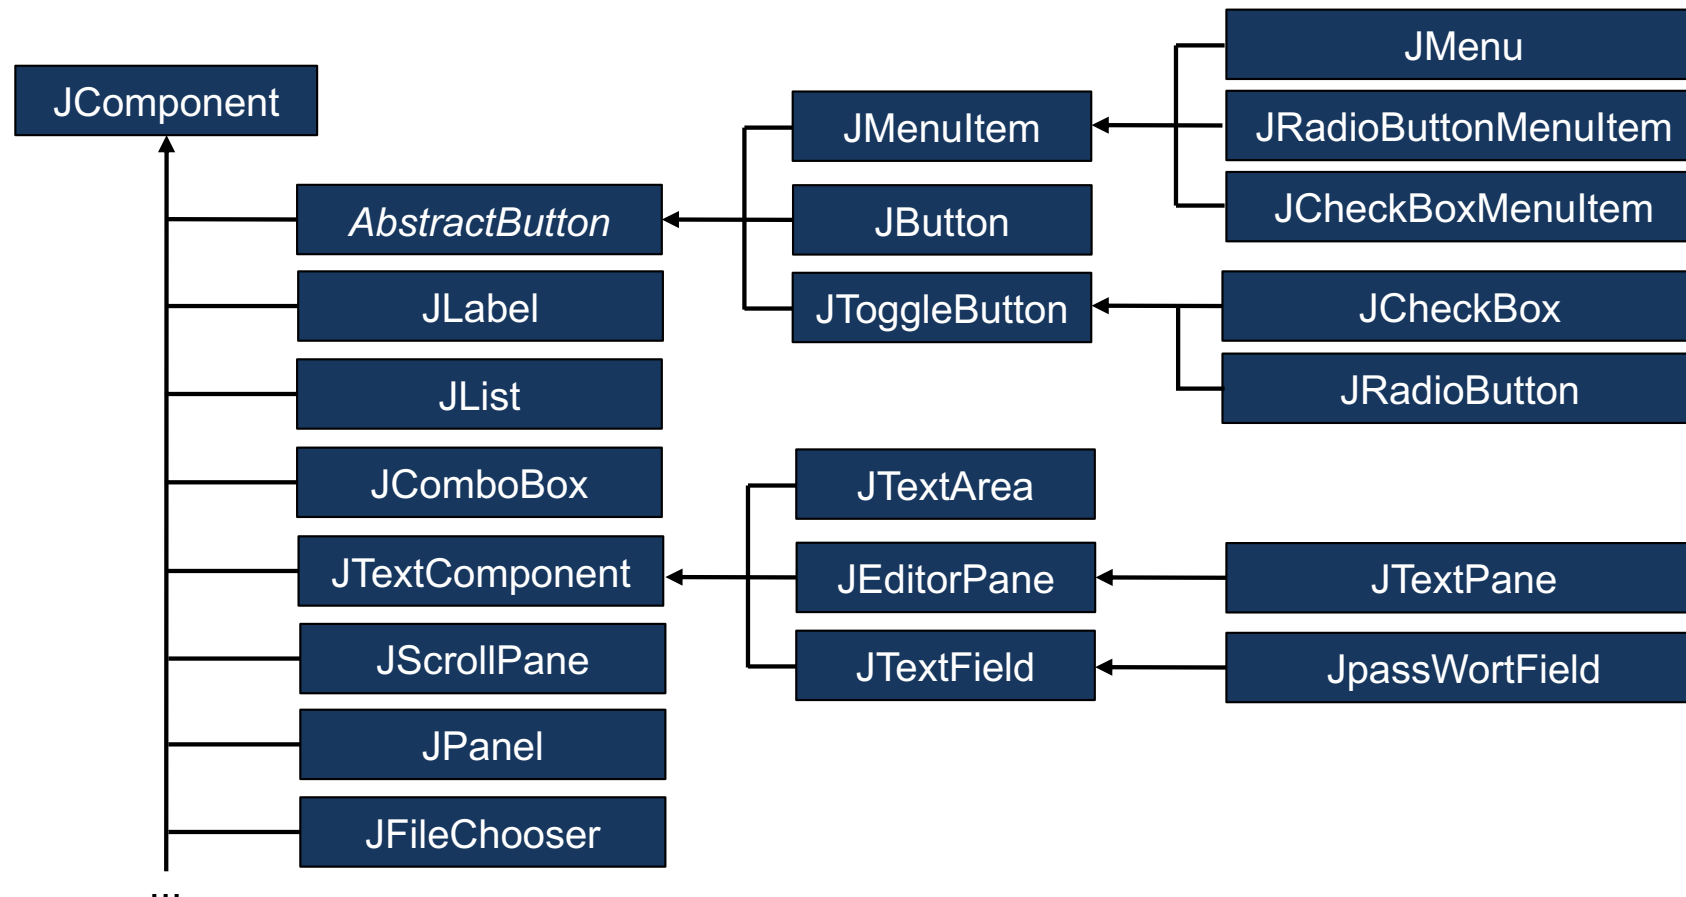 JComponent
AbstractButton
JLabel
JList
JComboBox
JTextComponent
JScrollPane
JPanel
JFileChooser
...
JMenuItem
JButton
JToggleButton
JTextArea
JEditorPane
JTextField
JMenu
JRadioButtonMenuItem
JCheckBoxMenuItem
JCheckBox
JRadioButton
JTextPane
JpassWortField